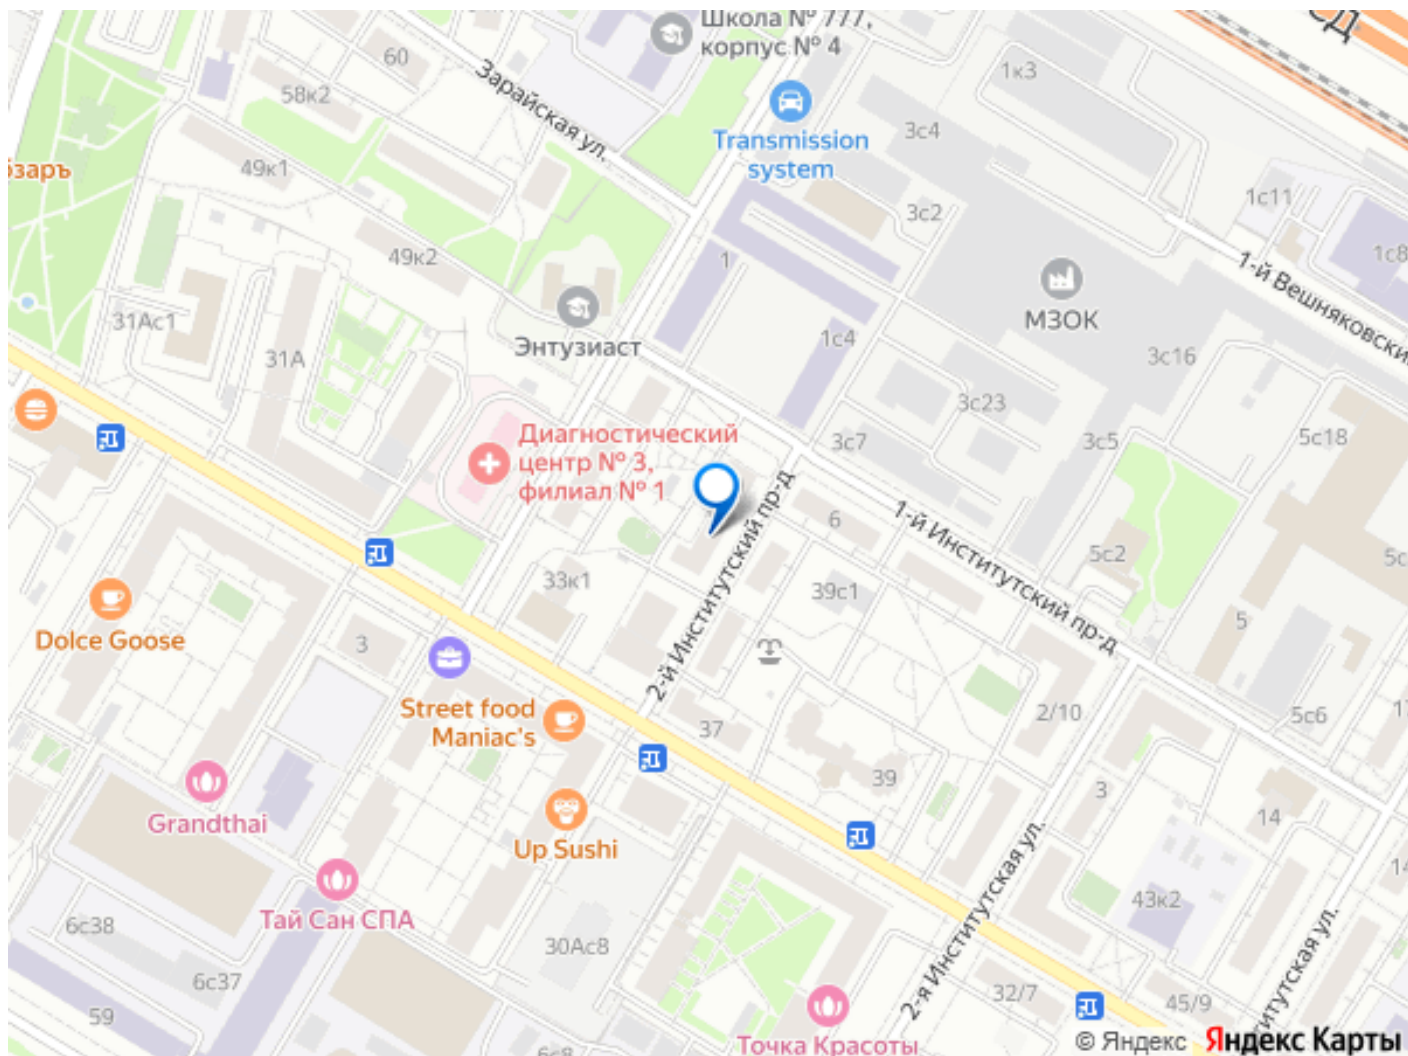 Школа № 777,
корпус № 4
60
58к2
Зарайская ул.
1к3
3с4
Transmission
system
49к1
1с11
3с2
49к2
1
1с8
1-й Вешняковский
31Ас1
МЗОК
1с4
Энтузиаст
3с16
31А
3с23
Диагностический
центр № 3,
филиал № 1
3с7
3с5
5с18
2-й Институтский пр-д
6
1-й Институтский пр-д
5с2
33к1
39с1
Dolce Goose
3
5
Street food
Maniac's
37
2/10
5с6
39
3
14
Grandthai
Up Sushi
2-я Институтская ул.
43к2
Тай Сан СПА
6с38
30Ас8
6с37
32/7
45/9
59
Точка Красоты
6с8
© Яндекс Яндекс Карты